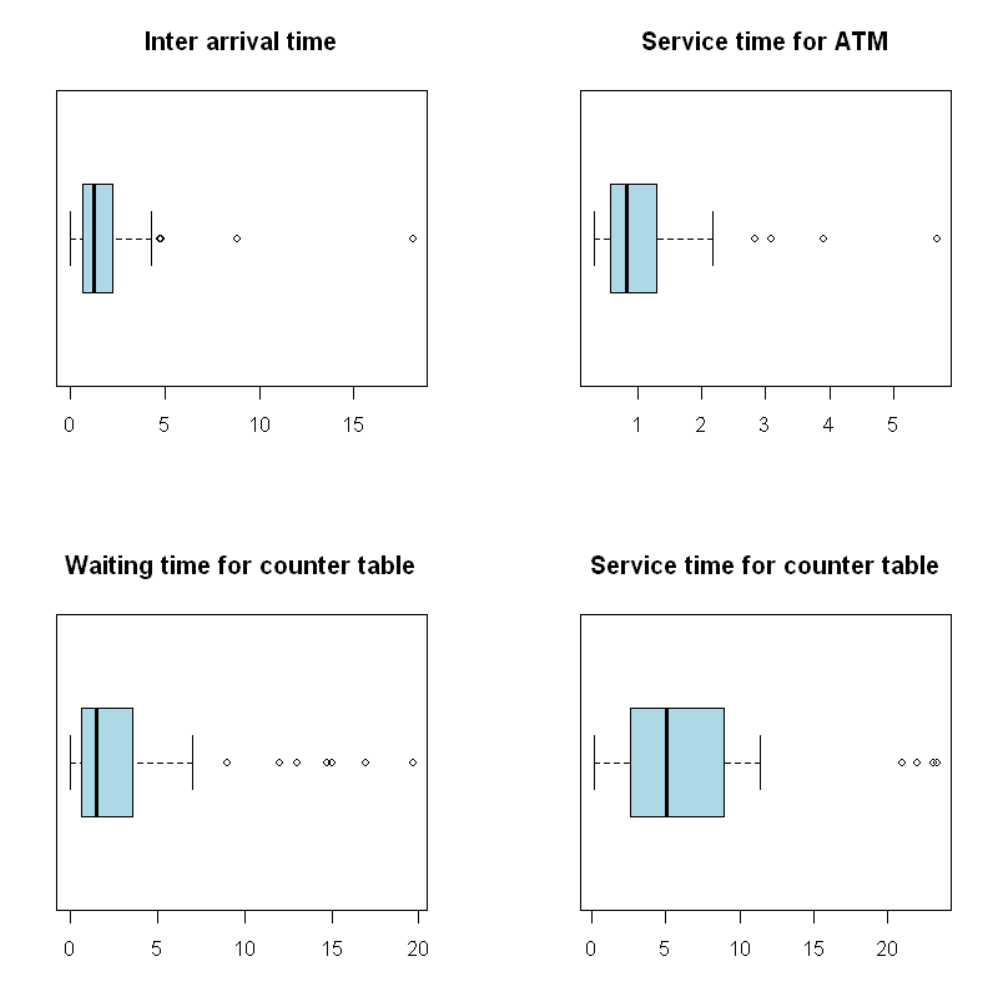 Inter arrival time
0 5 10 15
Service time for ATM
1 2 3 4 5
Waiting time for counter table
0 5 10 15 20
Service time for counter table
0 5 10 15 20